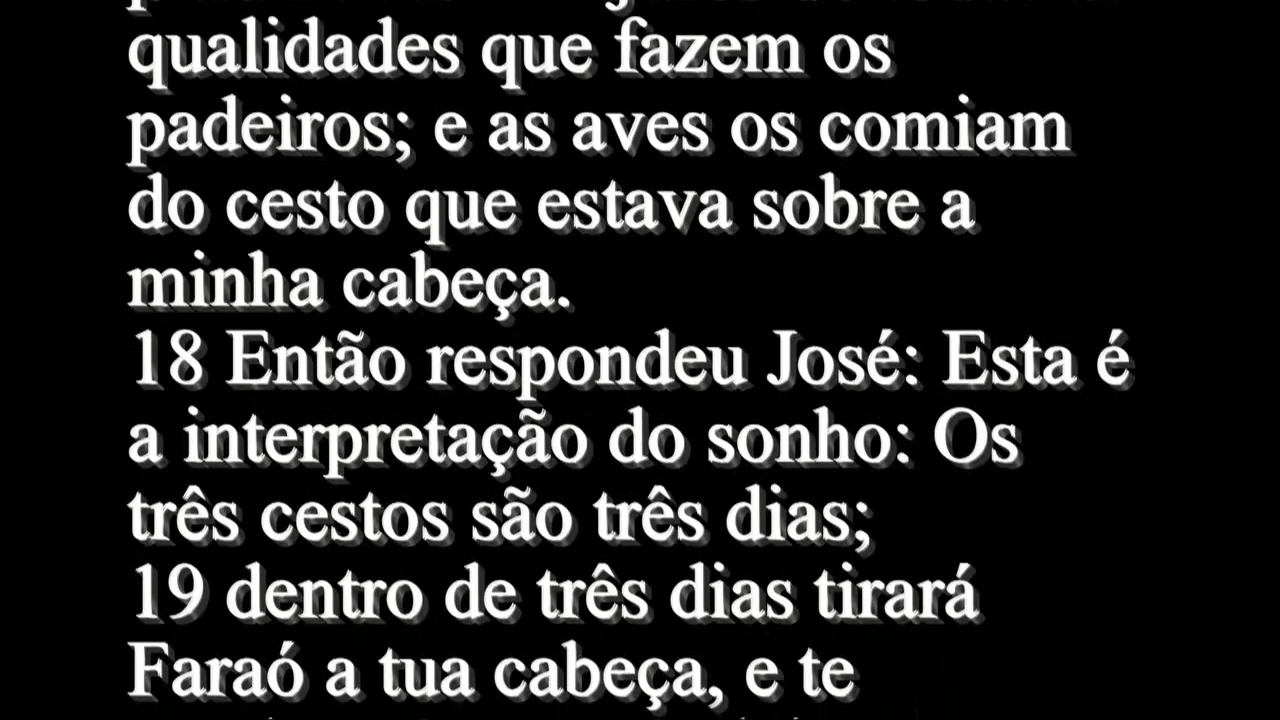 qualidades que fazem os
padeiros; e as aves os comiam
do cesto que estava sobre a
minha cabeça.
18 Então respondeu José: Esta é
a interpretação do sonho: Os
três cestos são três dias;
19 dentro de três dias tirará
Faraó a tua cabeça, e te